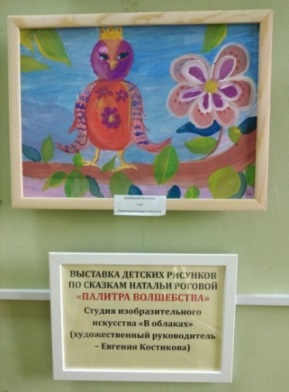 ВЫСТАВКА ДЕТСКИХ РИСУНКОВ
ПО СКАЗКАМ НАТАЛЬИ РОГОВОЙ
«ПАЛИТРА ВОЛШЕБСТВА»
Студия изобразительного
искусства «В облаках»
(художественный руководитель
– Евгения Костикова)